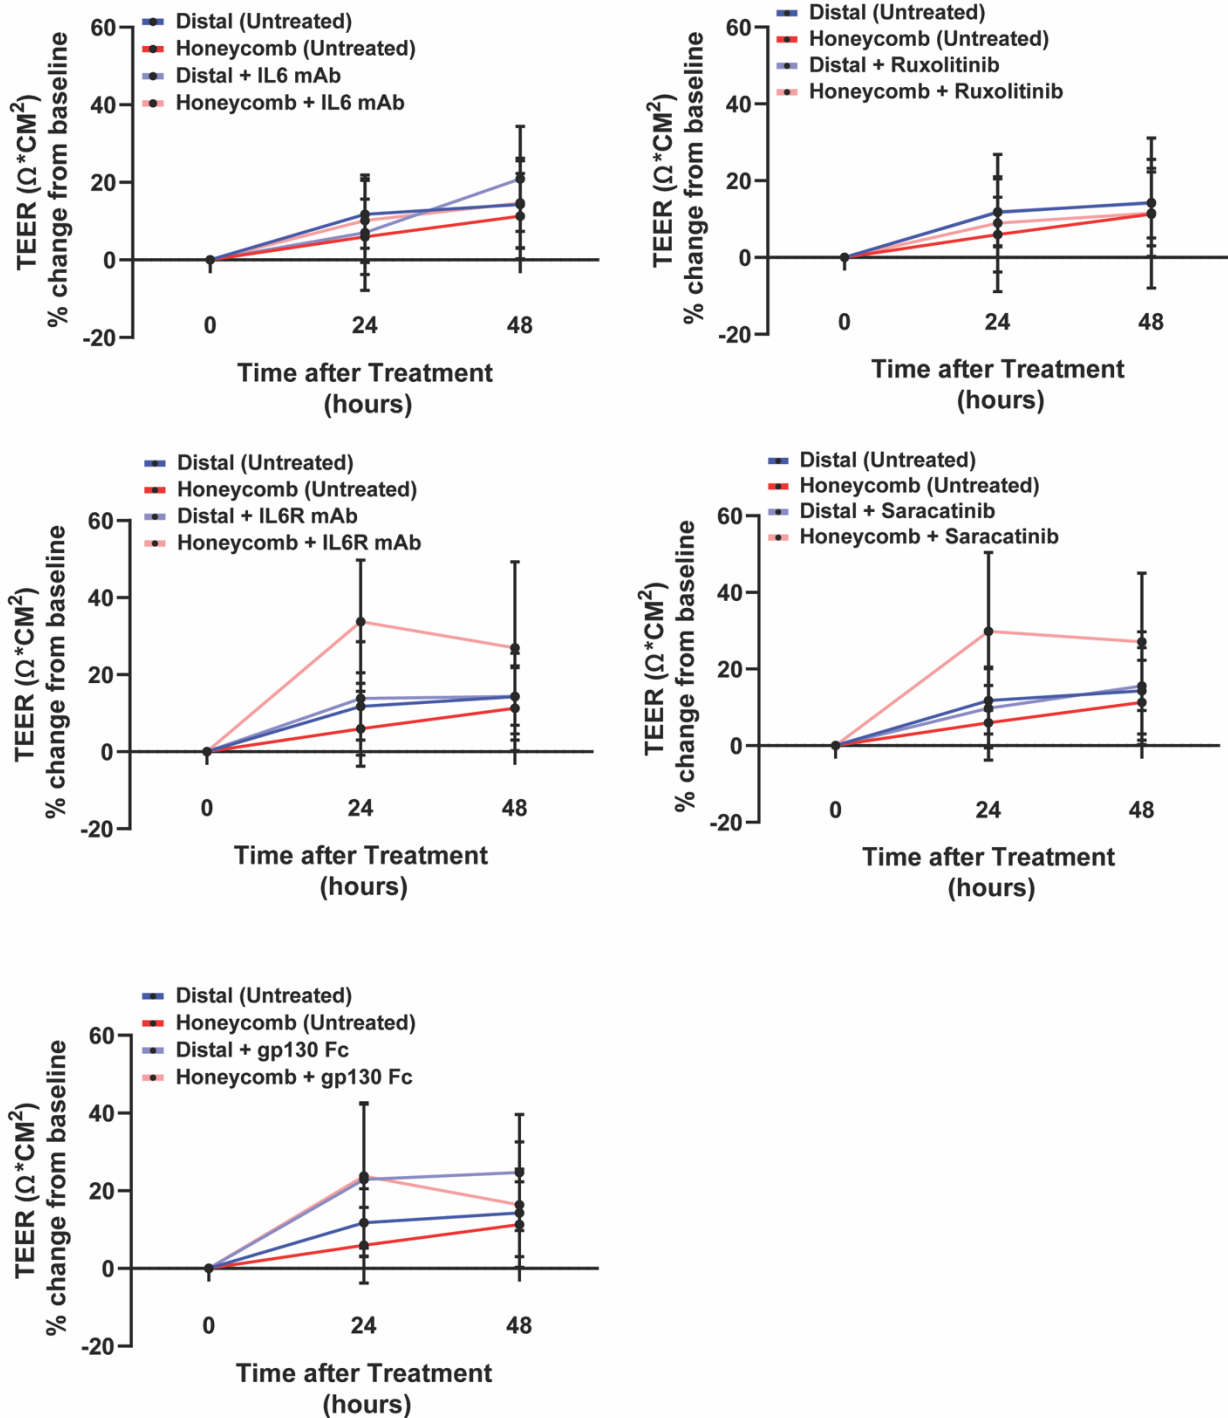 Distal (Untreated)
Honeycomb (Untreated)
Distal + IL6 mAb
Honeycomb + IL6 mAb
TEER (Ω*CM²)
% change from baseline
60
40
20
0
-20
0 24 48
Time after Treatment
(hours)
Distal (Untreated)
Honeycomb (Untreated)
Distal + Ruxolitinib
Honeycomb + Ruxolitinib
TEER (Ω*CM²)
% change from baseline
60
40
20
0
-20
0 24 48
Time after Treatment
(hours)
Distal (Untreated)
Honeycomb (Untreated)
Distal + IL6R mAb
Honeycomb + IL6R mAb
TEER (Ω*CM²)
% change from baseline
60
40
20
0
-20
0 24 48
Time after Treatment
(hours)
Distal (Untreated)
Honeycomb (Untreated)
Distal + Saracatinib
Honeycomb + Saracatinib
TEER (Ω*CM²)
% change from baseline
60
40
20
0
-20
0 24 48
Time after Treatment
(hours)
Distal (Untreated)
Honeycomb (Untreated)
Distal + gp130 Fc
Honeycomb + gp130 Fc
TEER (Ω*CM²)
% change from baseline
60
40
20
0
-20
0 24 48
Time after Treatment
(hours)